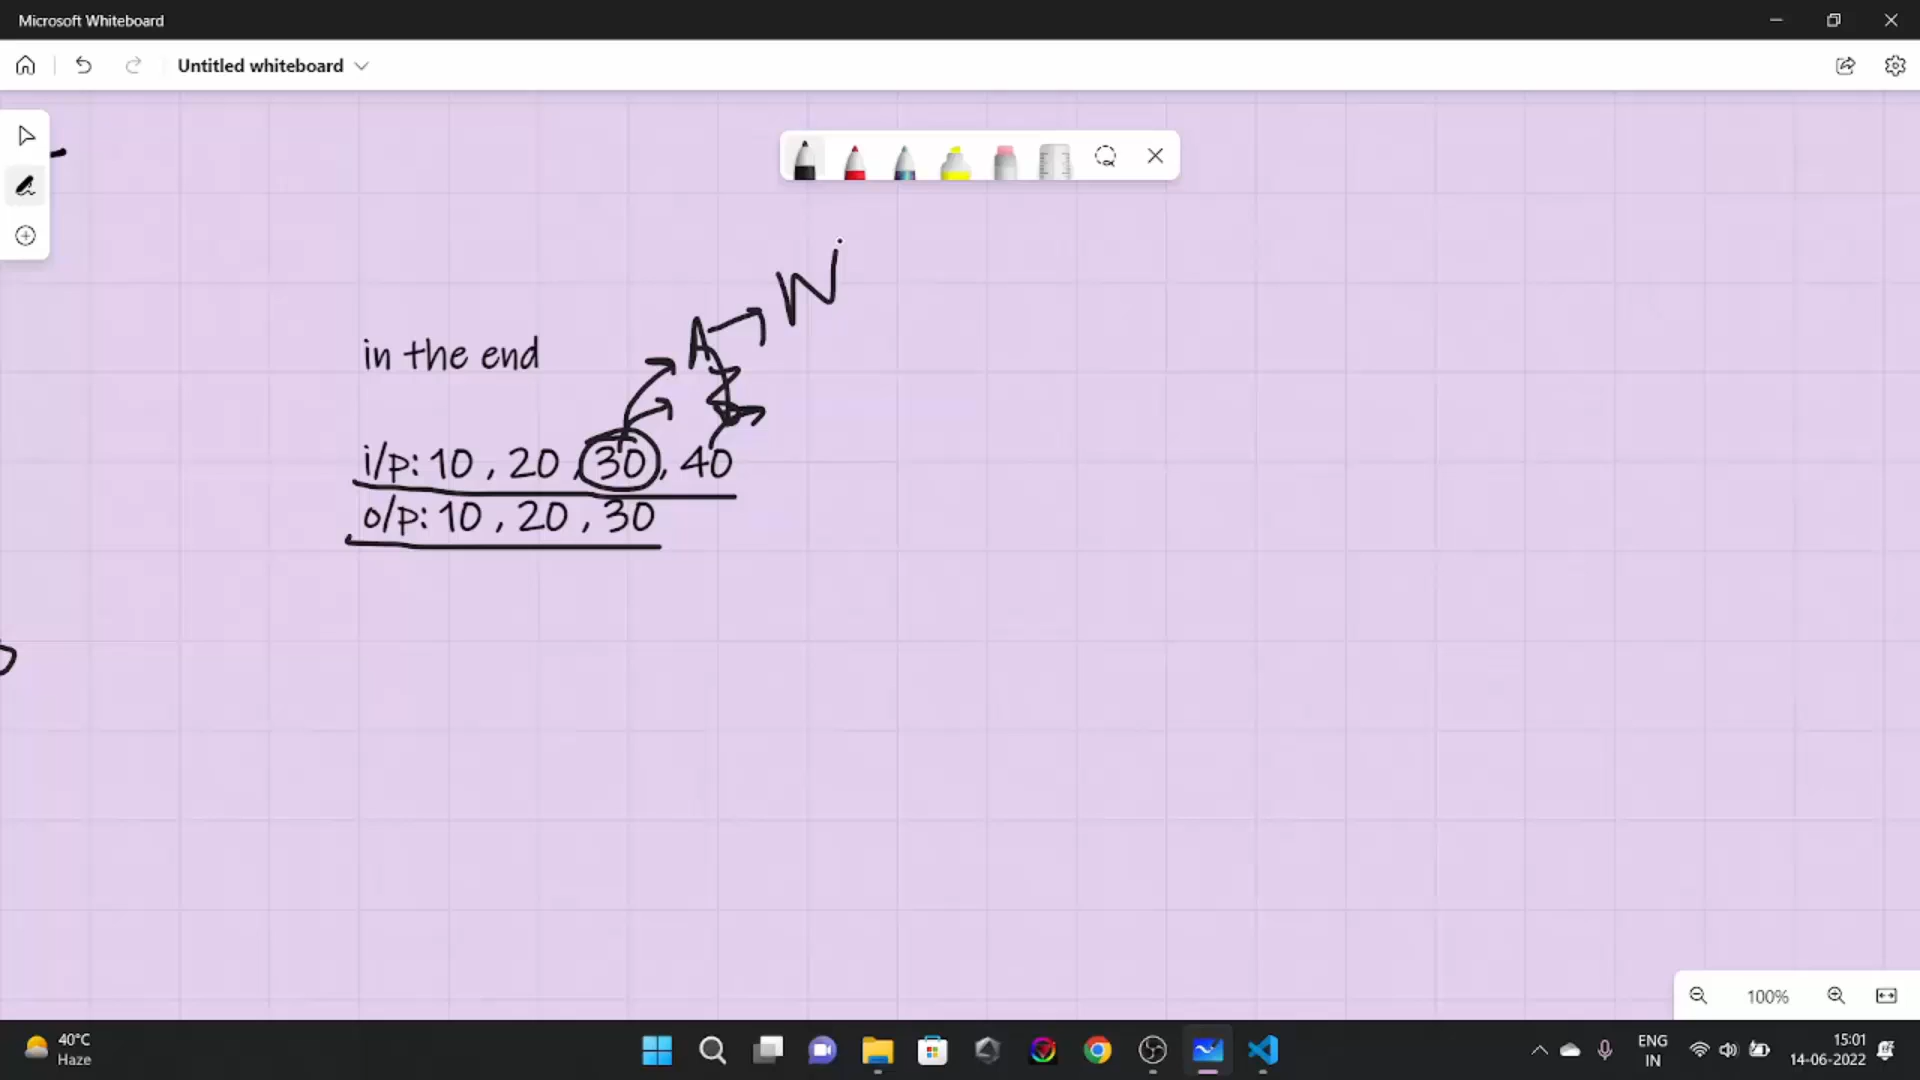 Microsoft Whiteboard
Untitled whiteboard
N
A
in the end
i/p: 10 , 20 , 30 , 40
o/p: 10 , 20 , 30
100%
40°C
Haze
ENG
IN
15:01
14-06-2022